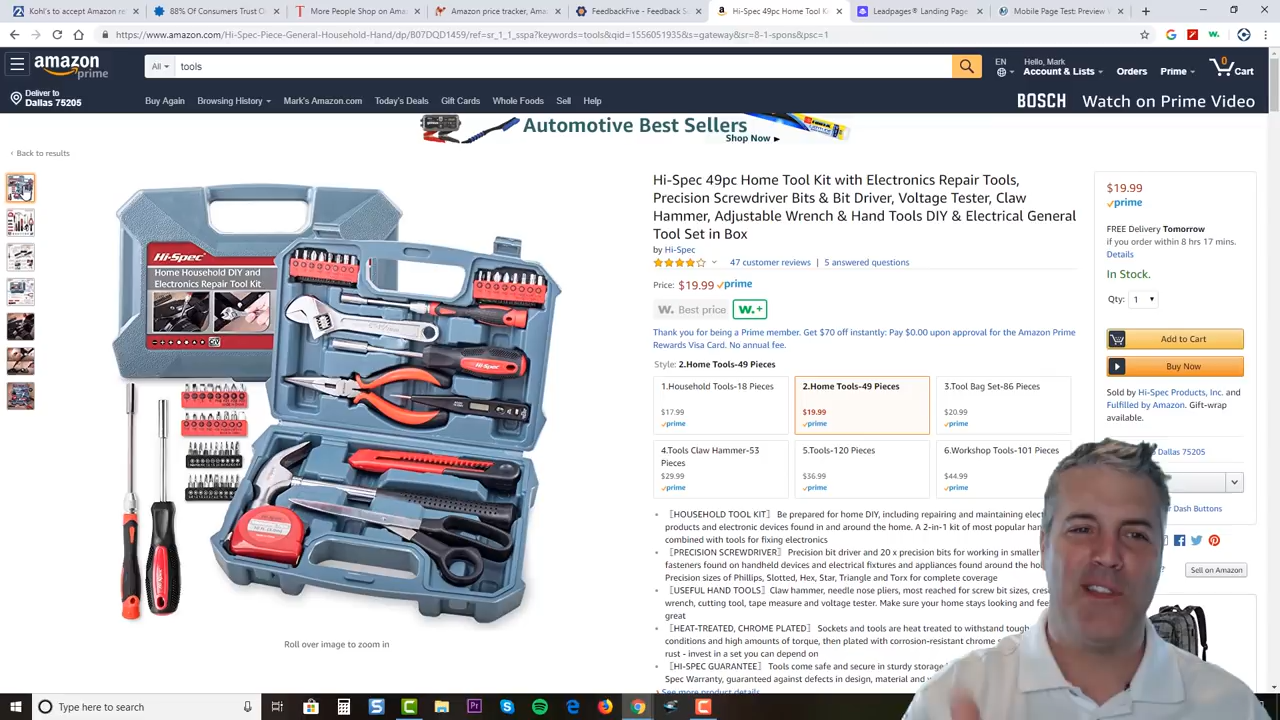 Kohl's to accept Amazon
88% Of Consumers Trust O
More People Shop on Ama
Amazon price tracker, Ama
FeedbackFive - Feedback S
Hi-Spec 49pc Home Tool K
Leadpages® Landing Page
Mobile Page Test: Preview
https://www.amazon.com/Hi-Spec-Piece-General-Household-Hand/dp/B07DQD1459/ref=sr_1_1_sspa?keywords=tools&qid=1556051935&s=gateway&sr=8-1-spons&psc=1
amazon prime
All
tools
EN
Hello, Mark
Account & Lists
Orders
Prime
0
Cart
Deliver to
Dallas 75205
Buy Again
Browsing History
Mark's Amazon.com
Today's Deals
Gift Cards
Whole Foods
Sell
Help
BOSCH
Watch on Prime Video
Automotive Best Sellers
Shop Now
‹ Back to results
Hi-Spec
Home Household DIY and
Electronics Repair Tool Kit
Roll over image to zoom in
Hi-Spec 49pc Home Tool Kit with Electronics Repair Tools,
Precision Screwdriver Bits & Bit Driver, Voltage Tester, Claw
Hammer, Adjustable Wrench & Hand Tools DIY & Electrical General
Tool Set in Box
by Hi-Spec
47 customer reviews | 5 answered questions
Price: $19.99 prime
W. Best price
W.+
Thank you for being a Prime member. Get $70 off instantly: Pay $0.00 upon approval for the Amazon Prime
Rewards Visa Card. No annual fee.
Style: 2.Home Tools-49 Pieces
1.Household Tools-18 Pieces
$17.99
prime
2.Home Tools-49 Pieces
$19.99
prime
3.Tool Bag Set-86 Pieces
$20.99
prime
4.Tools Claw Hammer-53
Pieces
$29.99
prime
5.Tools-120 Pieces
$36.99
prime
6.Workshop Tools-101 Pieces
$44.99
prime
[HOUSEHOLD TOOL KIT] Be prepared for home DIY, including repairing and maintaining elect
products and electronic devices found in and around the home. A 2-in-1 kit of most popular
combined with tools for fixing electronics
[PRECISION SCREWDRIVER] Precision bit driver and 20 x precision bits for working in smaller
fasteners found on handheld devices and electrical fixtures and appliances found around the
Precision sizes of Phillips, Slotted, Hex, Star, Triangle and Torx for complete coverage
[USEFUL HAND TOOLS] Claw hammer, needle nose pliers, most reached for screw bit sizes,
wrench, cutting tool, tape measure and voltage tester. Make sure your home stays looking and
great
[HEAT-TREATED, CHROME PLATED] Sockets and tools are heat treated to withstand
conditions and high amounts of torque, then plated with corrosion-resistant chrome
rust - invest in a set you can depend on
[HI-SPEC GUARANTEE] Tools come safe and secure in sturdy storage
Spec Warranty, guaranteed against defects in design, material and
› See more product details
$19.99
prime
FREE Delivery Tomorrow
if you order within 8 hrs 17 mins.
Details
In Stock.
Qty: 1
Add to Cart
Buy Now
Sold by Hi-Spec Products, Inc. and
Fulfilled by Amazon. Gift-wrap
available.
Dallas 75205
Dash Buttons
Sell on Amazon
Type here to search